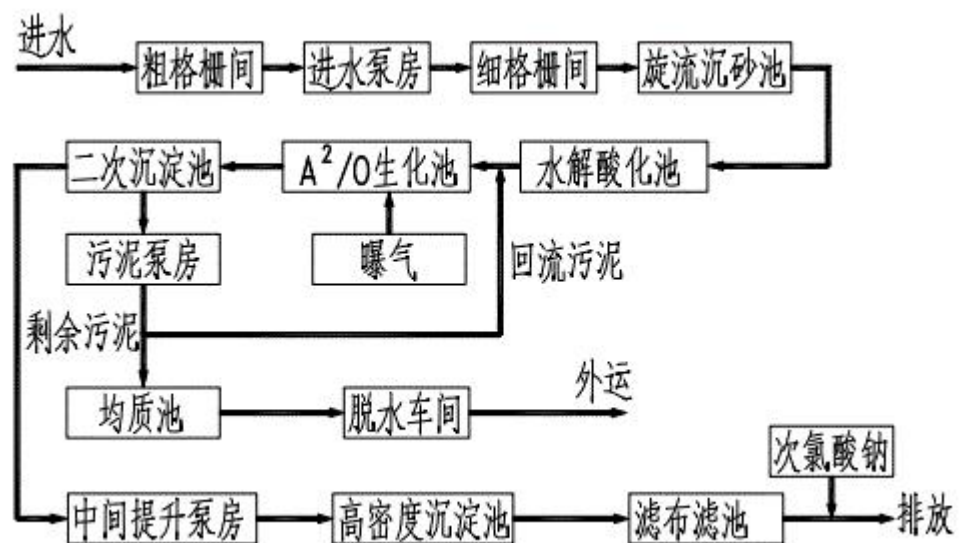 进水
粗格栅间
进水泵房
细格栅间
旋流沉砂池
二次沉淀池
A²/O生化池
水解酸化池
污泥泵房
曝气
回流污泥
剩余污泥
均质池
脱水车间
外运
次氯酸钠
中间提升泵房
高密度沉淀池
滤布滤池
排放